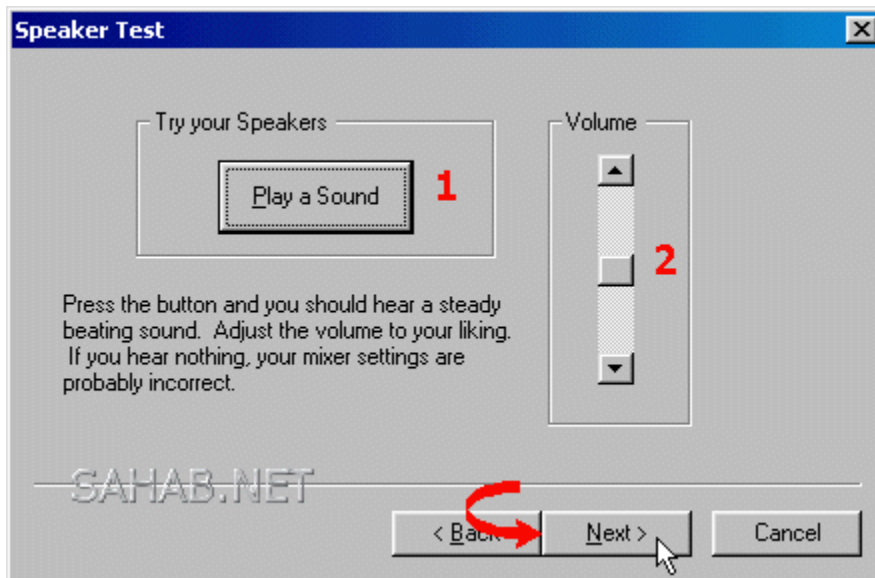 Speaker Test
Try your Speakers
Volume
Play a Sound
1
2
Press the button and you should hear a steady
beating sound.  Adjust the volume to your liking.
If you hear nothing, your mixer settings are
probably incorrect.
SAHAB.NET
< Back
Next >
Cancel